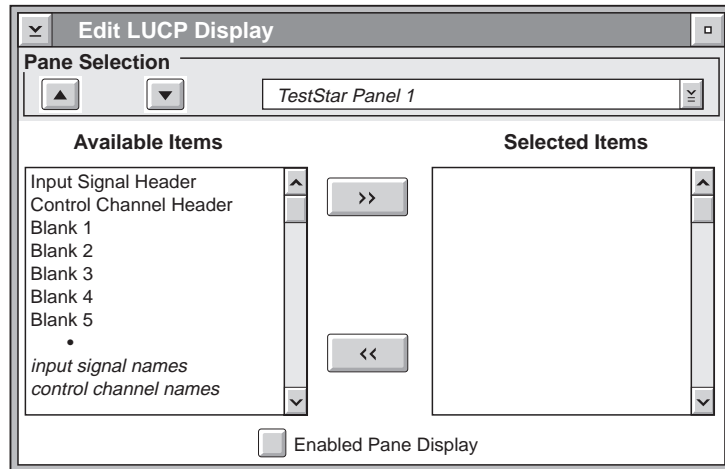 Edit LUCP Display
Pane Selection
TestStar Panel 1
Available Items
Selected Items
Input Signal Header
Control Channel Header
Blank 1
Blank 2
Blank 3
Blank 4
Blank 5
•
input signal names
control channel names
>>
<<
Enabled Pane Display